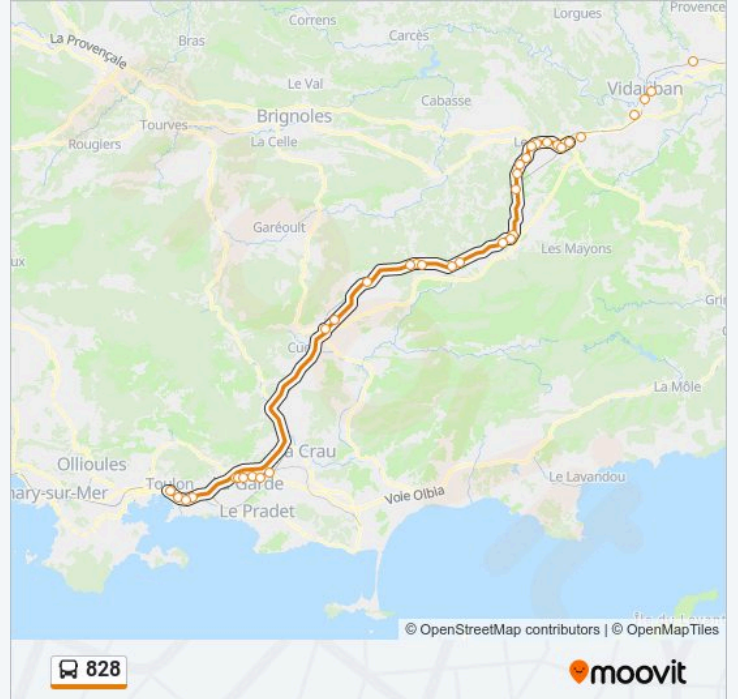 Provence
Correns
Lorgues
La Provençale
Bras
Carcès
Le Val
Vidauban
Cabasse
Brignoles
Tourves
La Celle
Rougiers
Garéoult
Les Mayons
La Môle
La Crau
Ollioules
Le Lavandou
Toulon
Garde
nary-sur-Mer
Voie Olbia
Le Pradet
© OpenStreetMap contributors | © OpenMapTiles
828
moovit